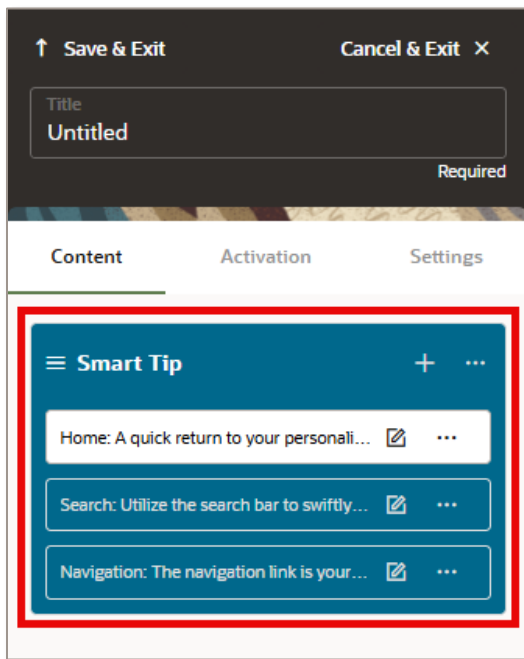 ↑ Save & Exit Cancel & Exit ×
Title
Untitled
Required
Content Activation Settings
Smart Tip + ...
Home: A quick return to your personali... ...
Search: Utilize the search bar to swiftly... ...
Navigation: The navigation link is your... ...